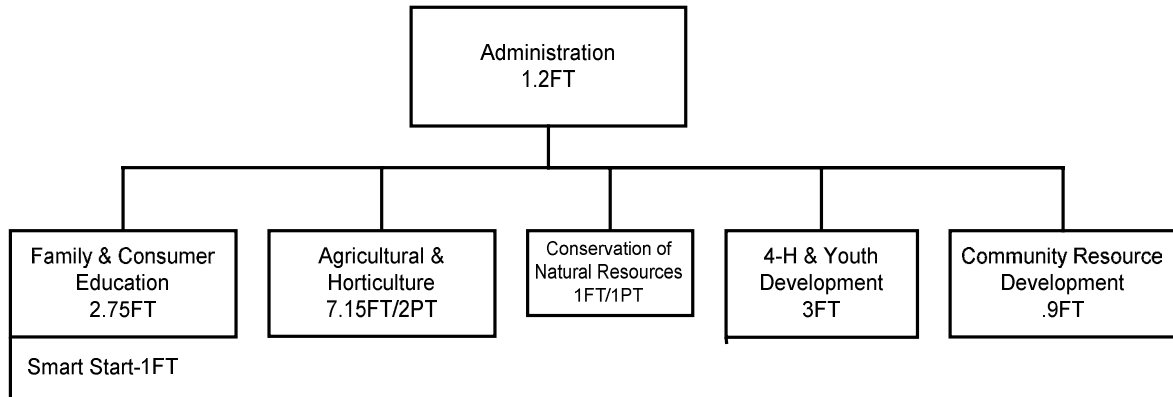 Administration
1.2FT
Family & Consumer
Education
2.75FT
Agricultural &
Horticulture
7.15FT/2PT
Conservation of
Natural Resources
1FT/1PT
4-H & Youth
Development
3FT
Community Resource
Development
.9FT
Smart Start-1FT